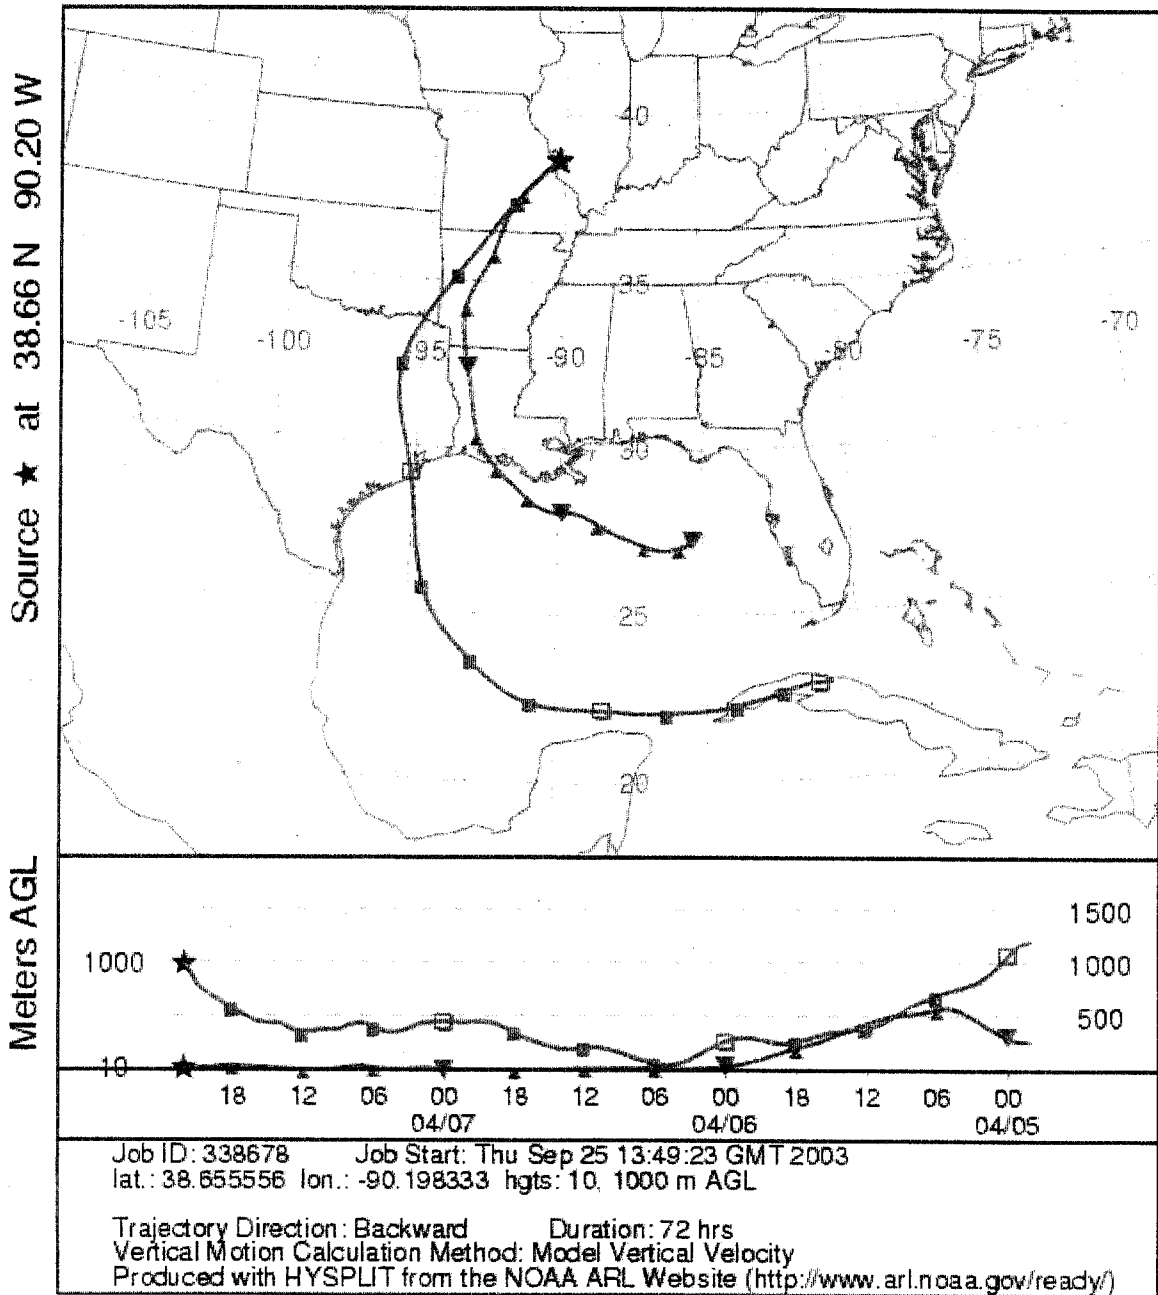 Source ★ at 38.66 N 90.20 W
40
35
-105
-100
-95
-90
-85
-80
-75
-70
30
25
20
Meters AGL
1500
1000
1000
500
10
18 12 06 00 18 12 06 00 18 12 06 00
04/07 04/06 04/05
Job ID: 338678 Job Start: Thu Sep 25 13:49:23 GMT 2003
lat.: 38.655556 lon.: -90.198333 hgts: 10, 1000 m AGL
Trajectory Direction: Backward Duration: 72 hrs
Vertical Motion Calculation Method: Model Vertical Velocity
Produced with HYSPLIT from the NOAA ARL Website (http://www.arl.noaa.gov/ready/)